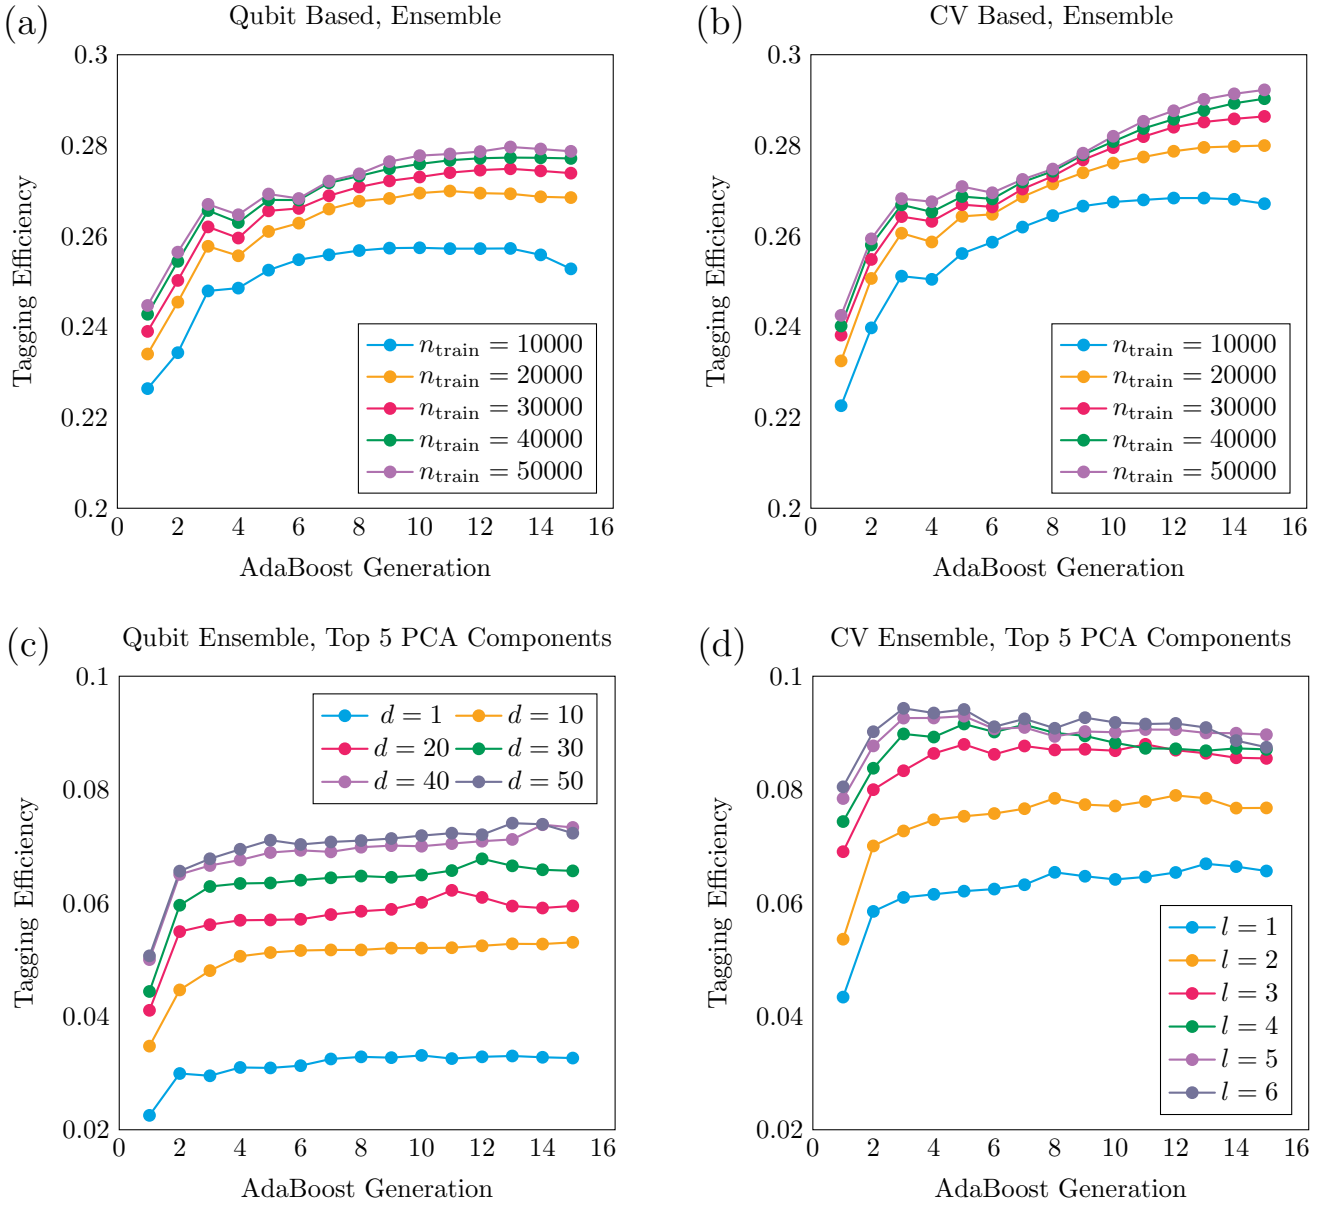 (a)
Qubit Based, Ensemble
0.3
0.28
0.26
0.24
0.22
0.2
Tagging Efficiency
n_train = 10000
n_train = 20000
n_train = 30000
n_train = 40000
n_train = 50000
0 2 4 6 8 10 12 14 16
AdaBoost Generation
(b)
CV Based, Ensemble
0.3
0.28
0.26
0.24
0.22
0.2
Tagging Efficiency
n_train = 10000
n_train = 20000
n_train = 30000
n_train = 40000
n_train = 50000
0 2 4 6 8 10 12 14 16
AdaBoost Generation
(c)
Qubit Ensemble, Top 5 PCA Components
0.1
0.08
0.06
0.04
0.02
Tagging Efficiency
d = 1 d = 10
d = 20 d = 30
d = 40 d = 50
0 2 4 6 8 10 12 14 16
AdaBoost Generation
(d)
CV Ensemble, Top 5 PCA Components
0.1
0.08
0.06
0.04
0.02
Tagging Efficiency
l = 1
l = 2
l = 3
l = 4
l = 5
l = 6
0 2 4 6 8 10 12 14 16
AdaBoost Generation